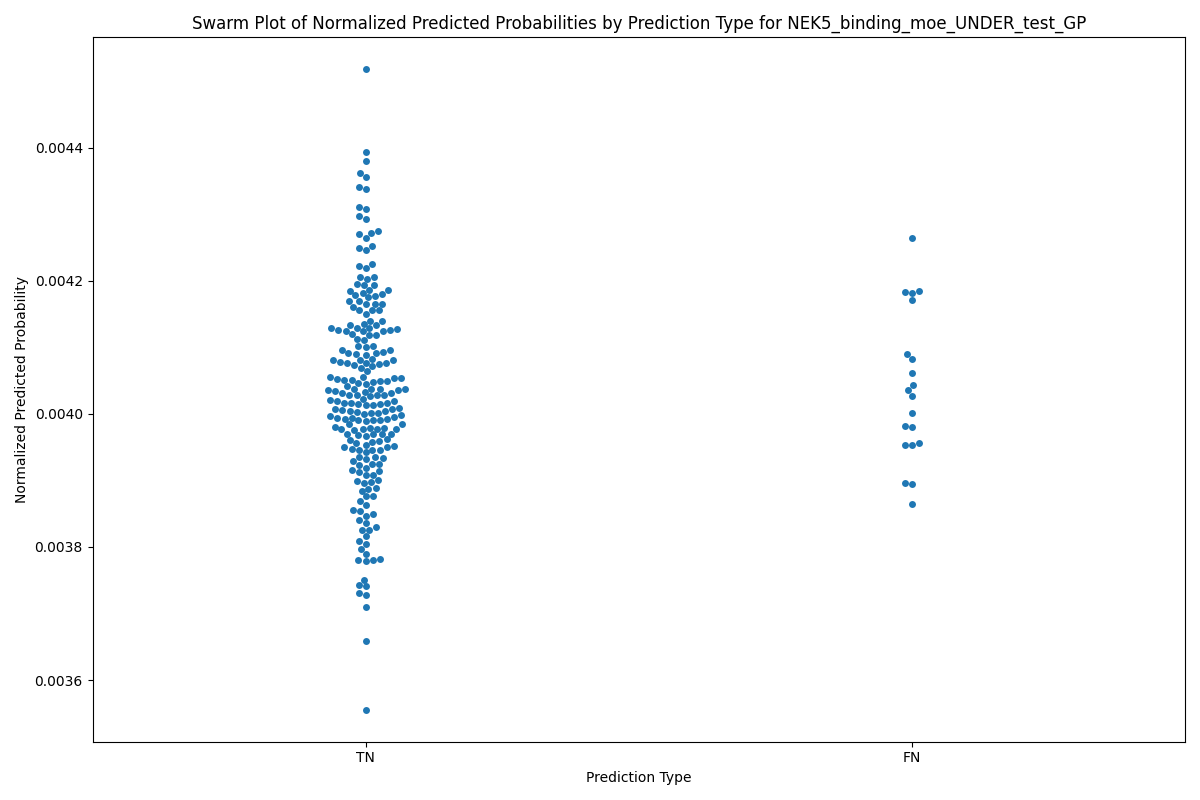 Swarm Plot of Normalized Predicted Probabilities by Prediction Type for NEK5_binding_moe_UNDER_test_GP
Normalized Predicted Probability
0.0044
0.0042
0.0040
0.0038
0.0036
TN
FN
Prediction Type